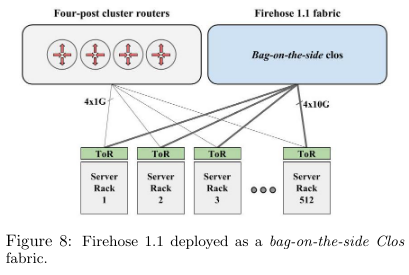 Four-post cluster routers
Firehose 1.1 fabric
Bag-on-the-side clos
4x1G
4x10G
ToR
ToR
ToR
ToR
Server
Rack
1
Server
Rack
2
Server
Rack
3
Server
Rack
512
Figure 8: Firehose 1.1 deployed as a bag-on-the-side Clos
fabric.